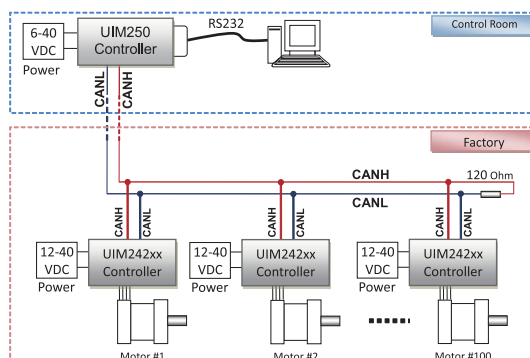 Control Room
6-40
VDC
Power
UIM250
Controller
RS232
CANL
CANH
Factory
120 Ohm
CANH
CANL
CANH
CANL
CANH
CANL
CANH
CANL
12-40
VDC
Power
UIM242xx
Controller
12-40
VDC
Power
UIM242xx
Controller
12-40
VDC
Power
UIM242xx
Controller
Motor #1
Motor #2
Motor #100